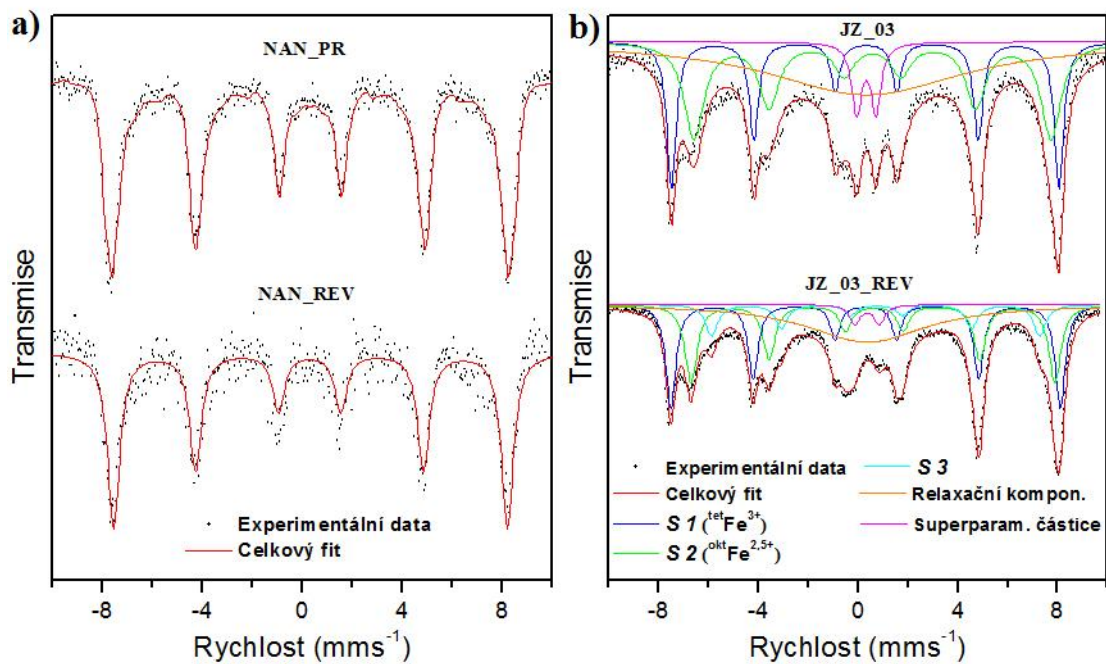 a)
NAN_PR
Transmise
NAN_REV
Experimentální data
Celkový fit
-8 -4 0 4 8
Rychlost (mms-1)
b)
JZ_03
Transmise
JZ_03_REV
Experimentální data
Celkový fit
S 1 (tetFe3+)
S 2 (oktFe2,5+)
S 3
Relaxační kompon.
Superparam. částice
-8 -4 0 4 8
Rychlost (mms-1)